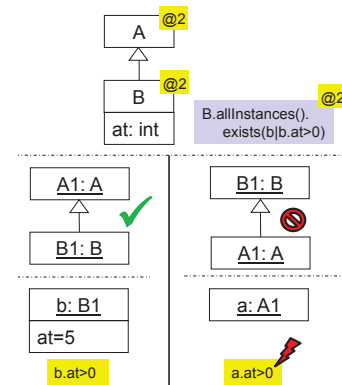 @2
A
@2
B
at: int
@2
B.allInstances().
exists(b|b.at>0)
A1: A
B1: B
B1: B
A1: A
b: B1
at=5
b.at>0
a: A1
a.at>0